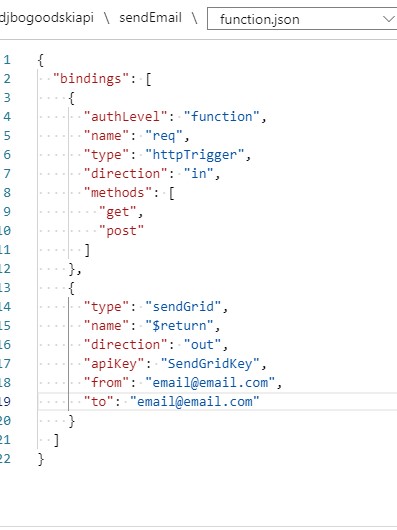 djbogoodskiapi \ sendEmail \ function.json
1 {
2 "bindings": [
3 {
4 "authLevel": "function",
5 "name": "req",
6 "type": "httpTrigger",
7 "direction": "in",
8 "methods": [
9 "get",
10 "post"
11 ]
12 },
13 {
14 "type": "sendGrid",
15 "name": "$return",
16 "direction": "out",
17 "apiKey": "SendGridKey",
18 "from": "email@email.com",
19 "to": "email@email.com"
20 }
21 ]
22 }